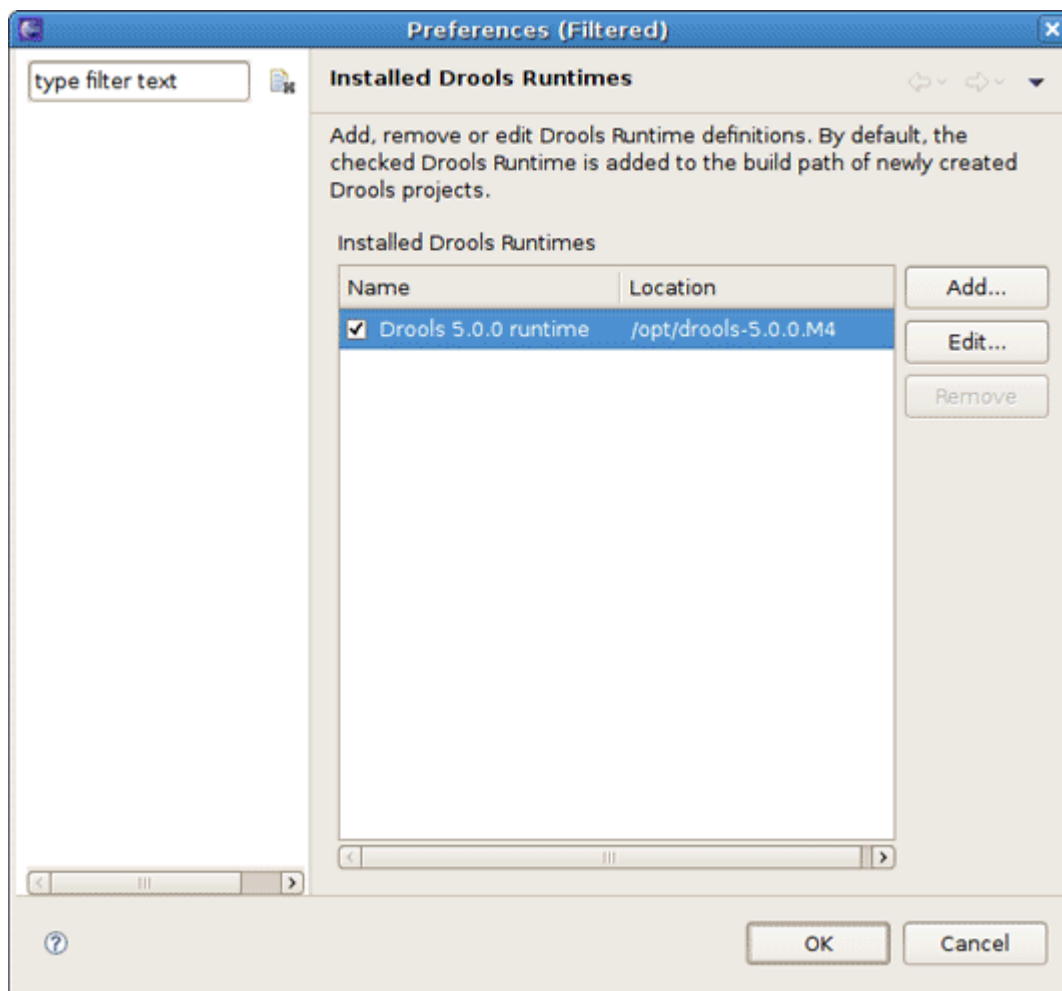 Preferences (Filtered)
type filter text
Installed Drools Runtimes
Add, remove or edit Drools Runtime definitions. By default, the
checked Drools Runtime is added to the build path of newly created
Drools projects.
Installed Drools Runtimes
Name Location
Drools 5.0.0 runtime /opt/drools-5.0.0.M4
Add...
Edit...
Remove
OK Cancel